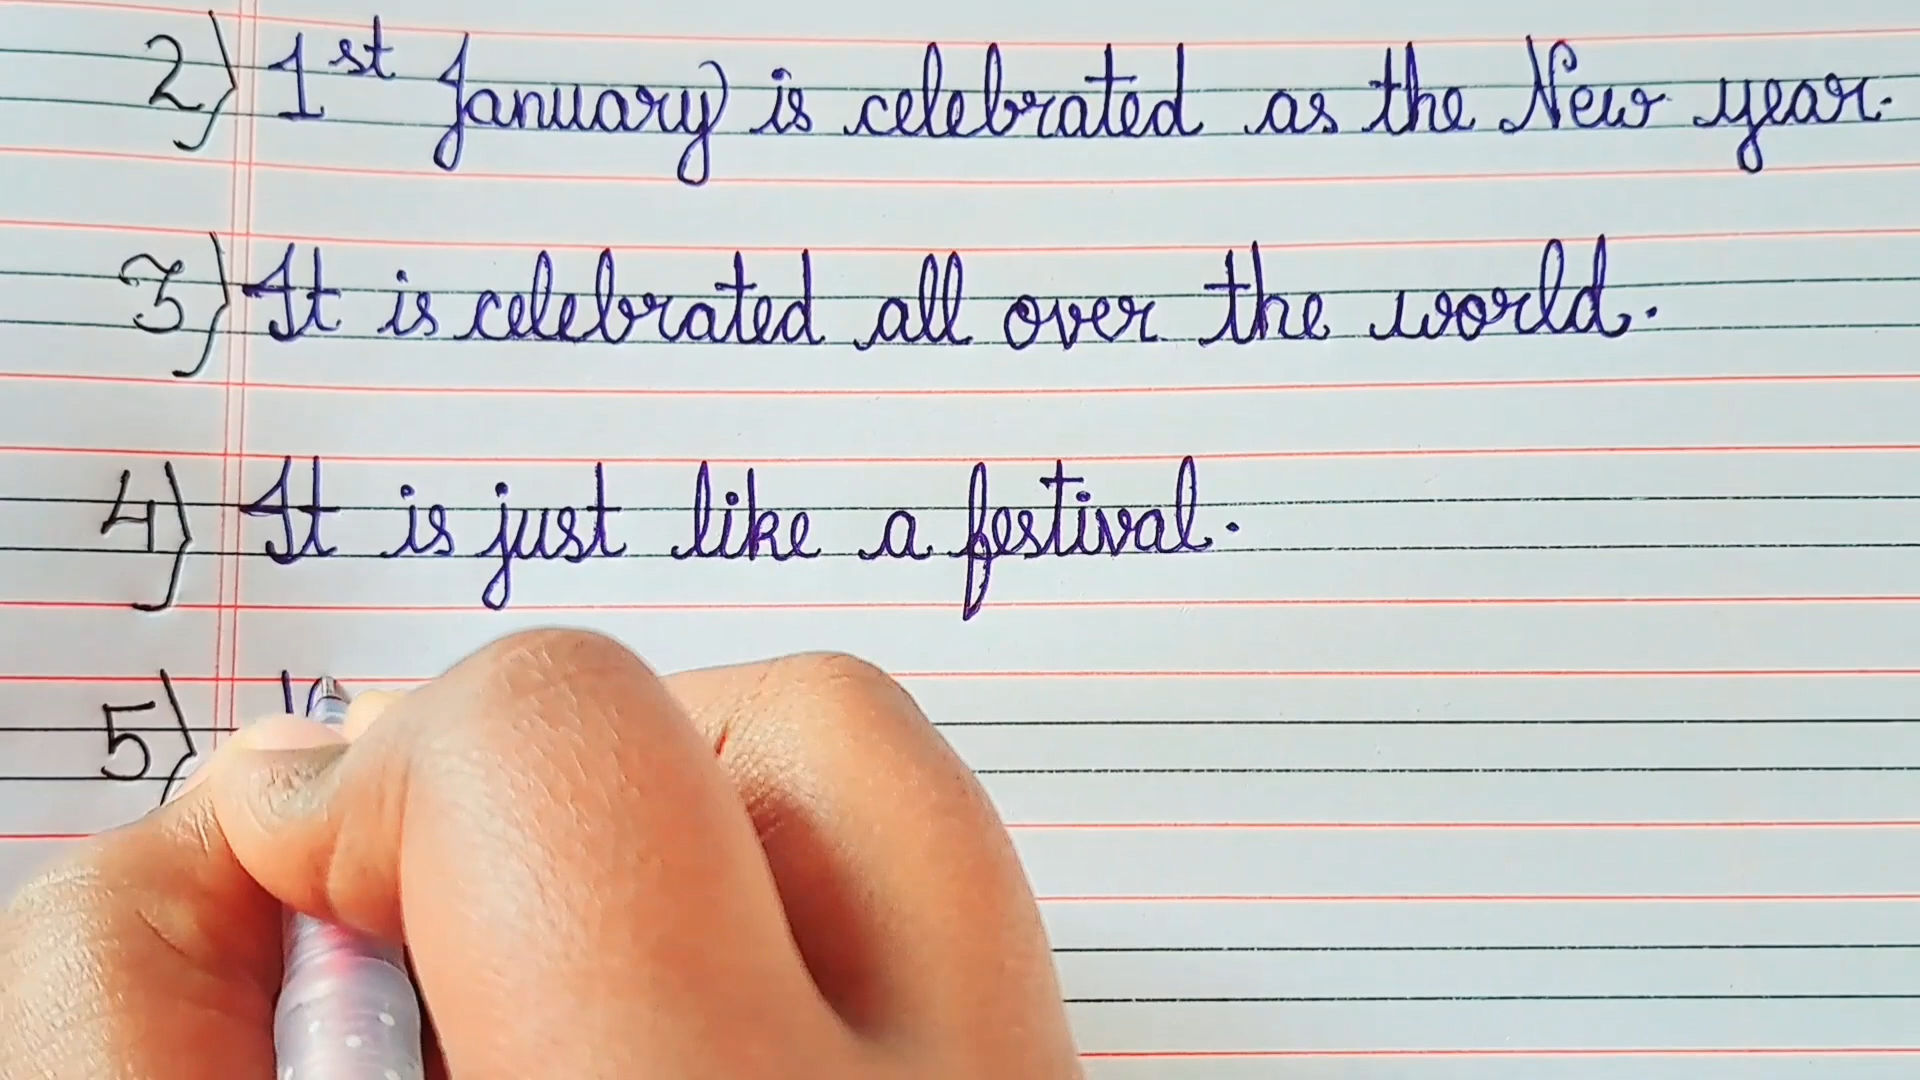 2) 1st January is celebrated as the New year.
3) It is celebrated all over the world.
4) It is just like a festival.
5)